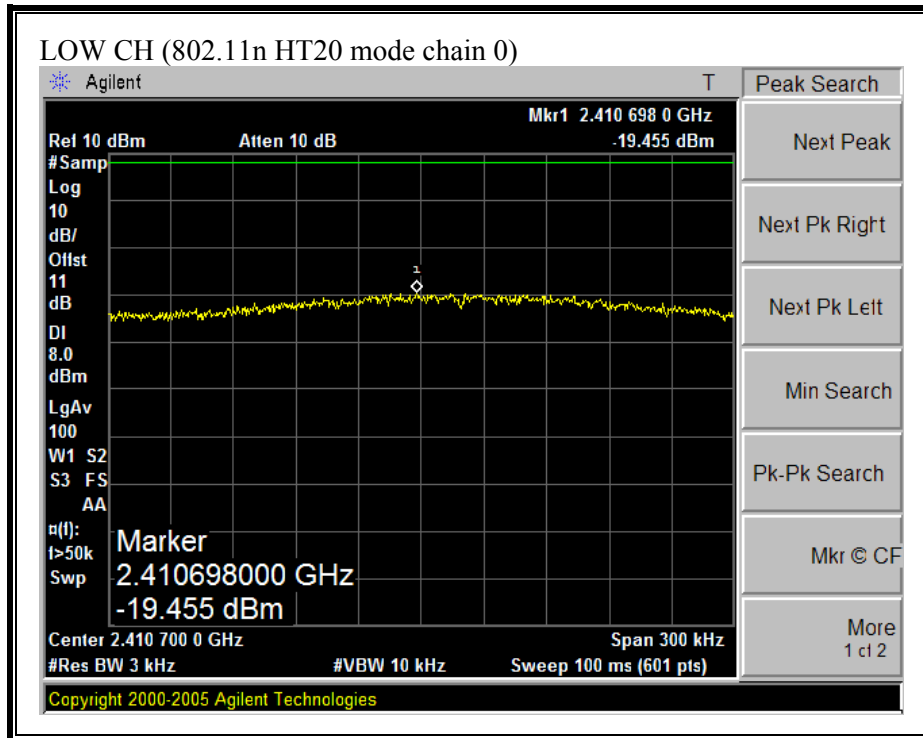 LOW CH (802.11n HT20 mode chain 0)
Agilent T Peak Search
Mkr1 2.410 698 0 GHz
Ref 10 dBm Atten 10 dB -19.455 dBm
#Samp
Log
10
dB/
Offst
11
dB
DI
8.0
dBm
LgAv
100
W1 S2
S3 FS
AA
¤(f):
f>50k
Swp
1
Marker
2.410698000 GHz
-19.455 dBm
Center 2.410 700 0 GHz Span 300 kHz
#Res BW 3 kHz #VBW 10 kHz Sweep 100 ms (601 pts)
Copyright 2000-2005 Agilent Technologies
Next Peak
Next Pk Right
Next Pk Left
Min Search
Pk-Pk Search
Mkr © CF
More
1 of 2